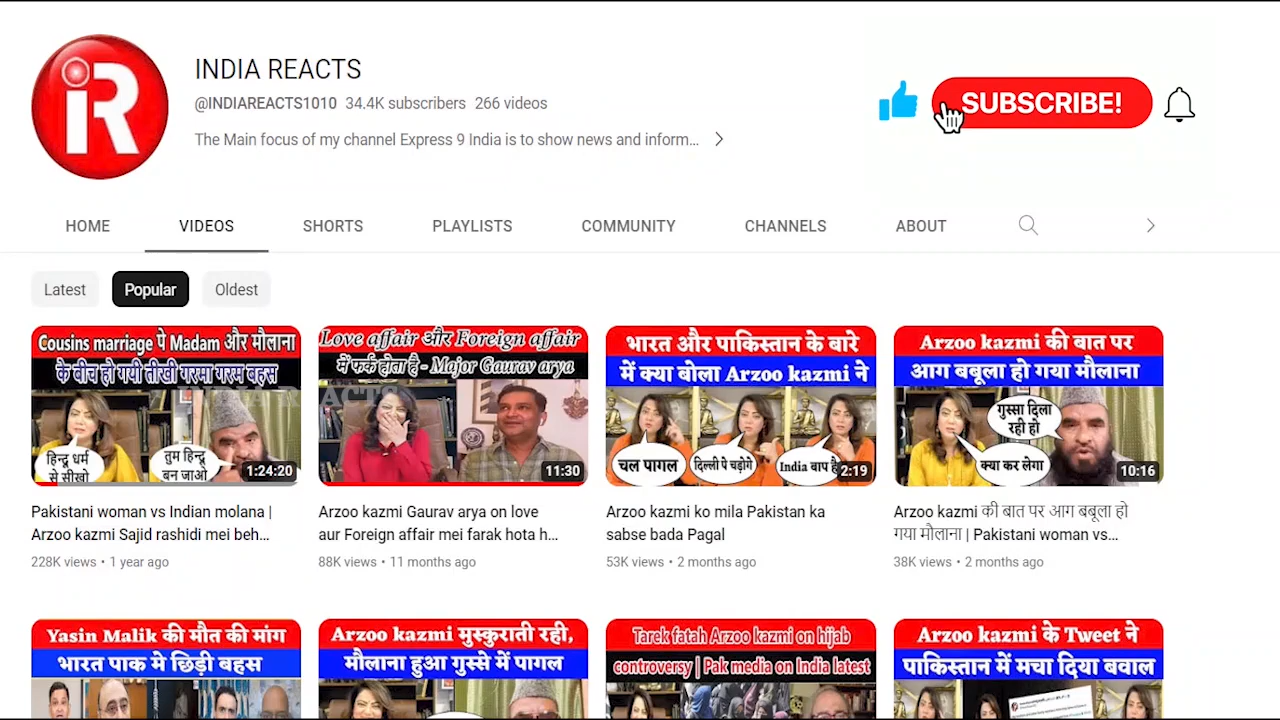 iR
INDIA REACTS
@INDIAREACTS1010 34.4K subscribers 266 videos
The Main focus of my channel Express 9 India is to show news and inform...
SUBSCRIBE!
HOME
VIDEOS
SHORTS
PLAYLISTS
COMMUNITY
CHANNELS
ABOUT
Latest
Popular
Oldest
Cousins marriage पे Madam और मौलाना
के बीच हो गयी तीखी गरमा गरम बहस
हिन्दू धर्म
से सीखो
तुम हिन्दू
बन जाओ
1:24:20
Pakistani woman vs Indian molana |
Arzoo kazmi Sajid rashidi mei beh...
228K views • 1 year ago
Love affair और Foreign affair
में फर्क होता है - Major Gaurav arya
11:30
Arzoo kazmi Gaurav arya on love
aur Foreign affair mei farak hota h...
88K views • 11 months ago
भारत और पाकिस्तान के बारे
में क्या बोला Arzoo kazmi ने
चल पागल
दिल्ली पे चढ़ोगे
India बाप है
2:19
Arzoo kazmi ko mila Pakistan ka
sabse bada Pagal
53K views • 2 months ago
Arzoo kazmi की बात पर
आग बबूला हो गया मौलाना
गुस्सा दिला
रही हो
क्या कर लेगा
10:16
Arzoo kazmi की बात पर आग बबूला हो
गया मौलाना | Pakistani woman vs...
38K views • 2 months ago
Yasin Malik की मौत की मांग
भारत पाक मे छिड़ी बहस
Arzoo kazmi मुस्कुराती रही,
मौलाना हुआ गुस्से में पागल
Tarek fatah Arzoo kazmi on hijab
controversy | Pak media on India latest
Arzoo kazmi के Tweet ने
पाकिस्तान में मचा दिया बवाल